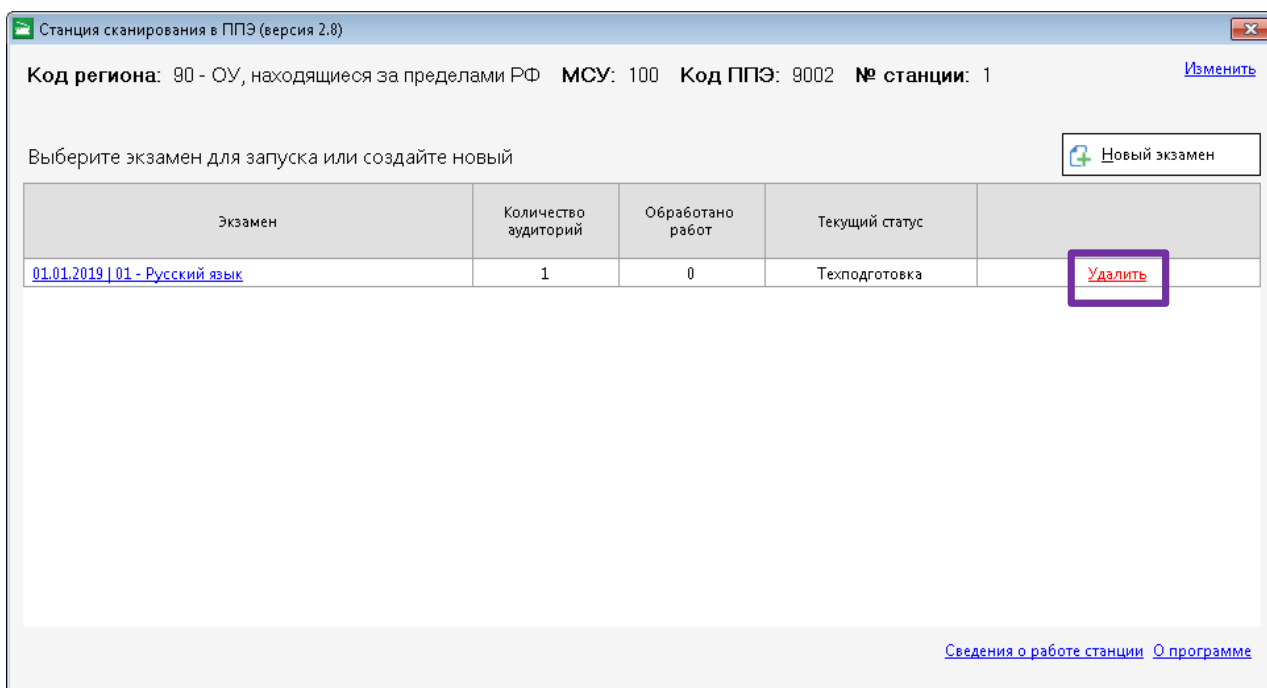 Станция сканирования в ППЭ (версия 2.8)
Код региона: 90 - ОУ, находящиеся за пределами РФ МСУ: 100 Код ППЭ: 9002 № станции: 1
Изменить
Выберите экзамен для запуска или создайте новый
Новый экзамен
Экзамен
Количество
аудиторий
Обработано
работ
Текущий статус
01.01.2019 | 01 - Русский язык 1 0 Техподготовка Удалить
Сведения о работе станции О программе